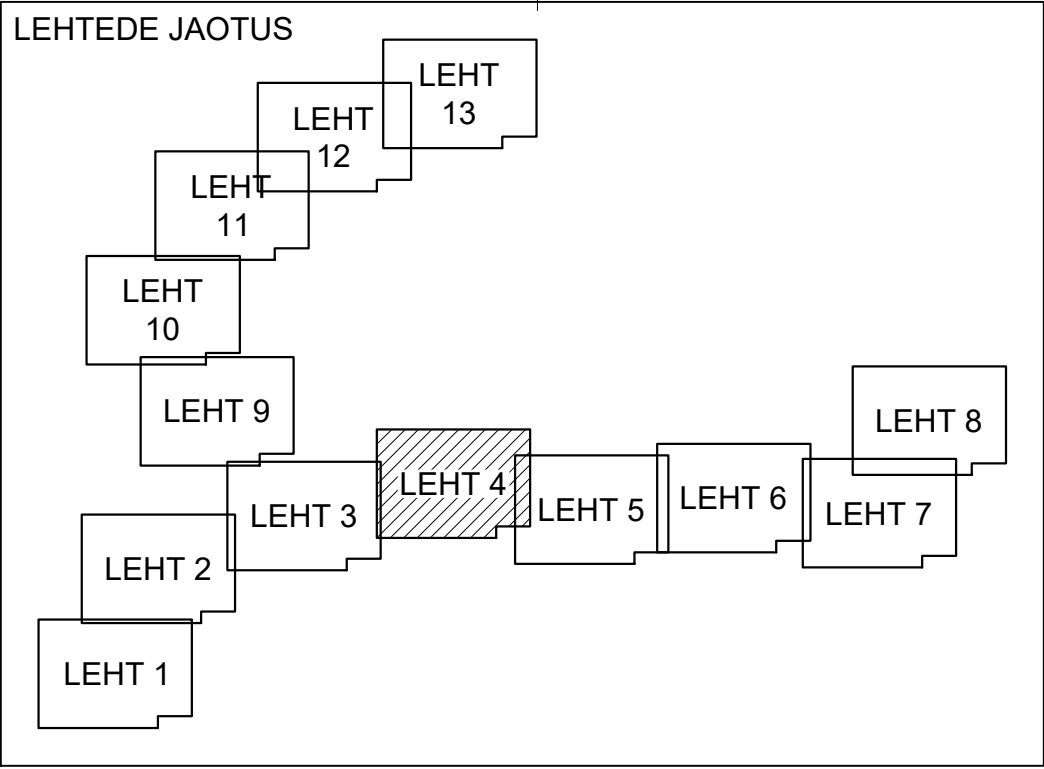 LEHTEDE JAOTUS
LEHT
13
LEHT
12
LEHT
11
LEHT
10
LEHT 9
LEHT 8
LEHT 4
LEHT 6
LEHT 5
LEHT 7
LEHT 3
LEHT 2
LEHT 1